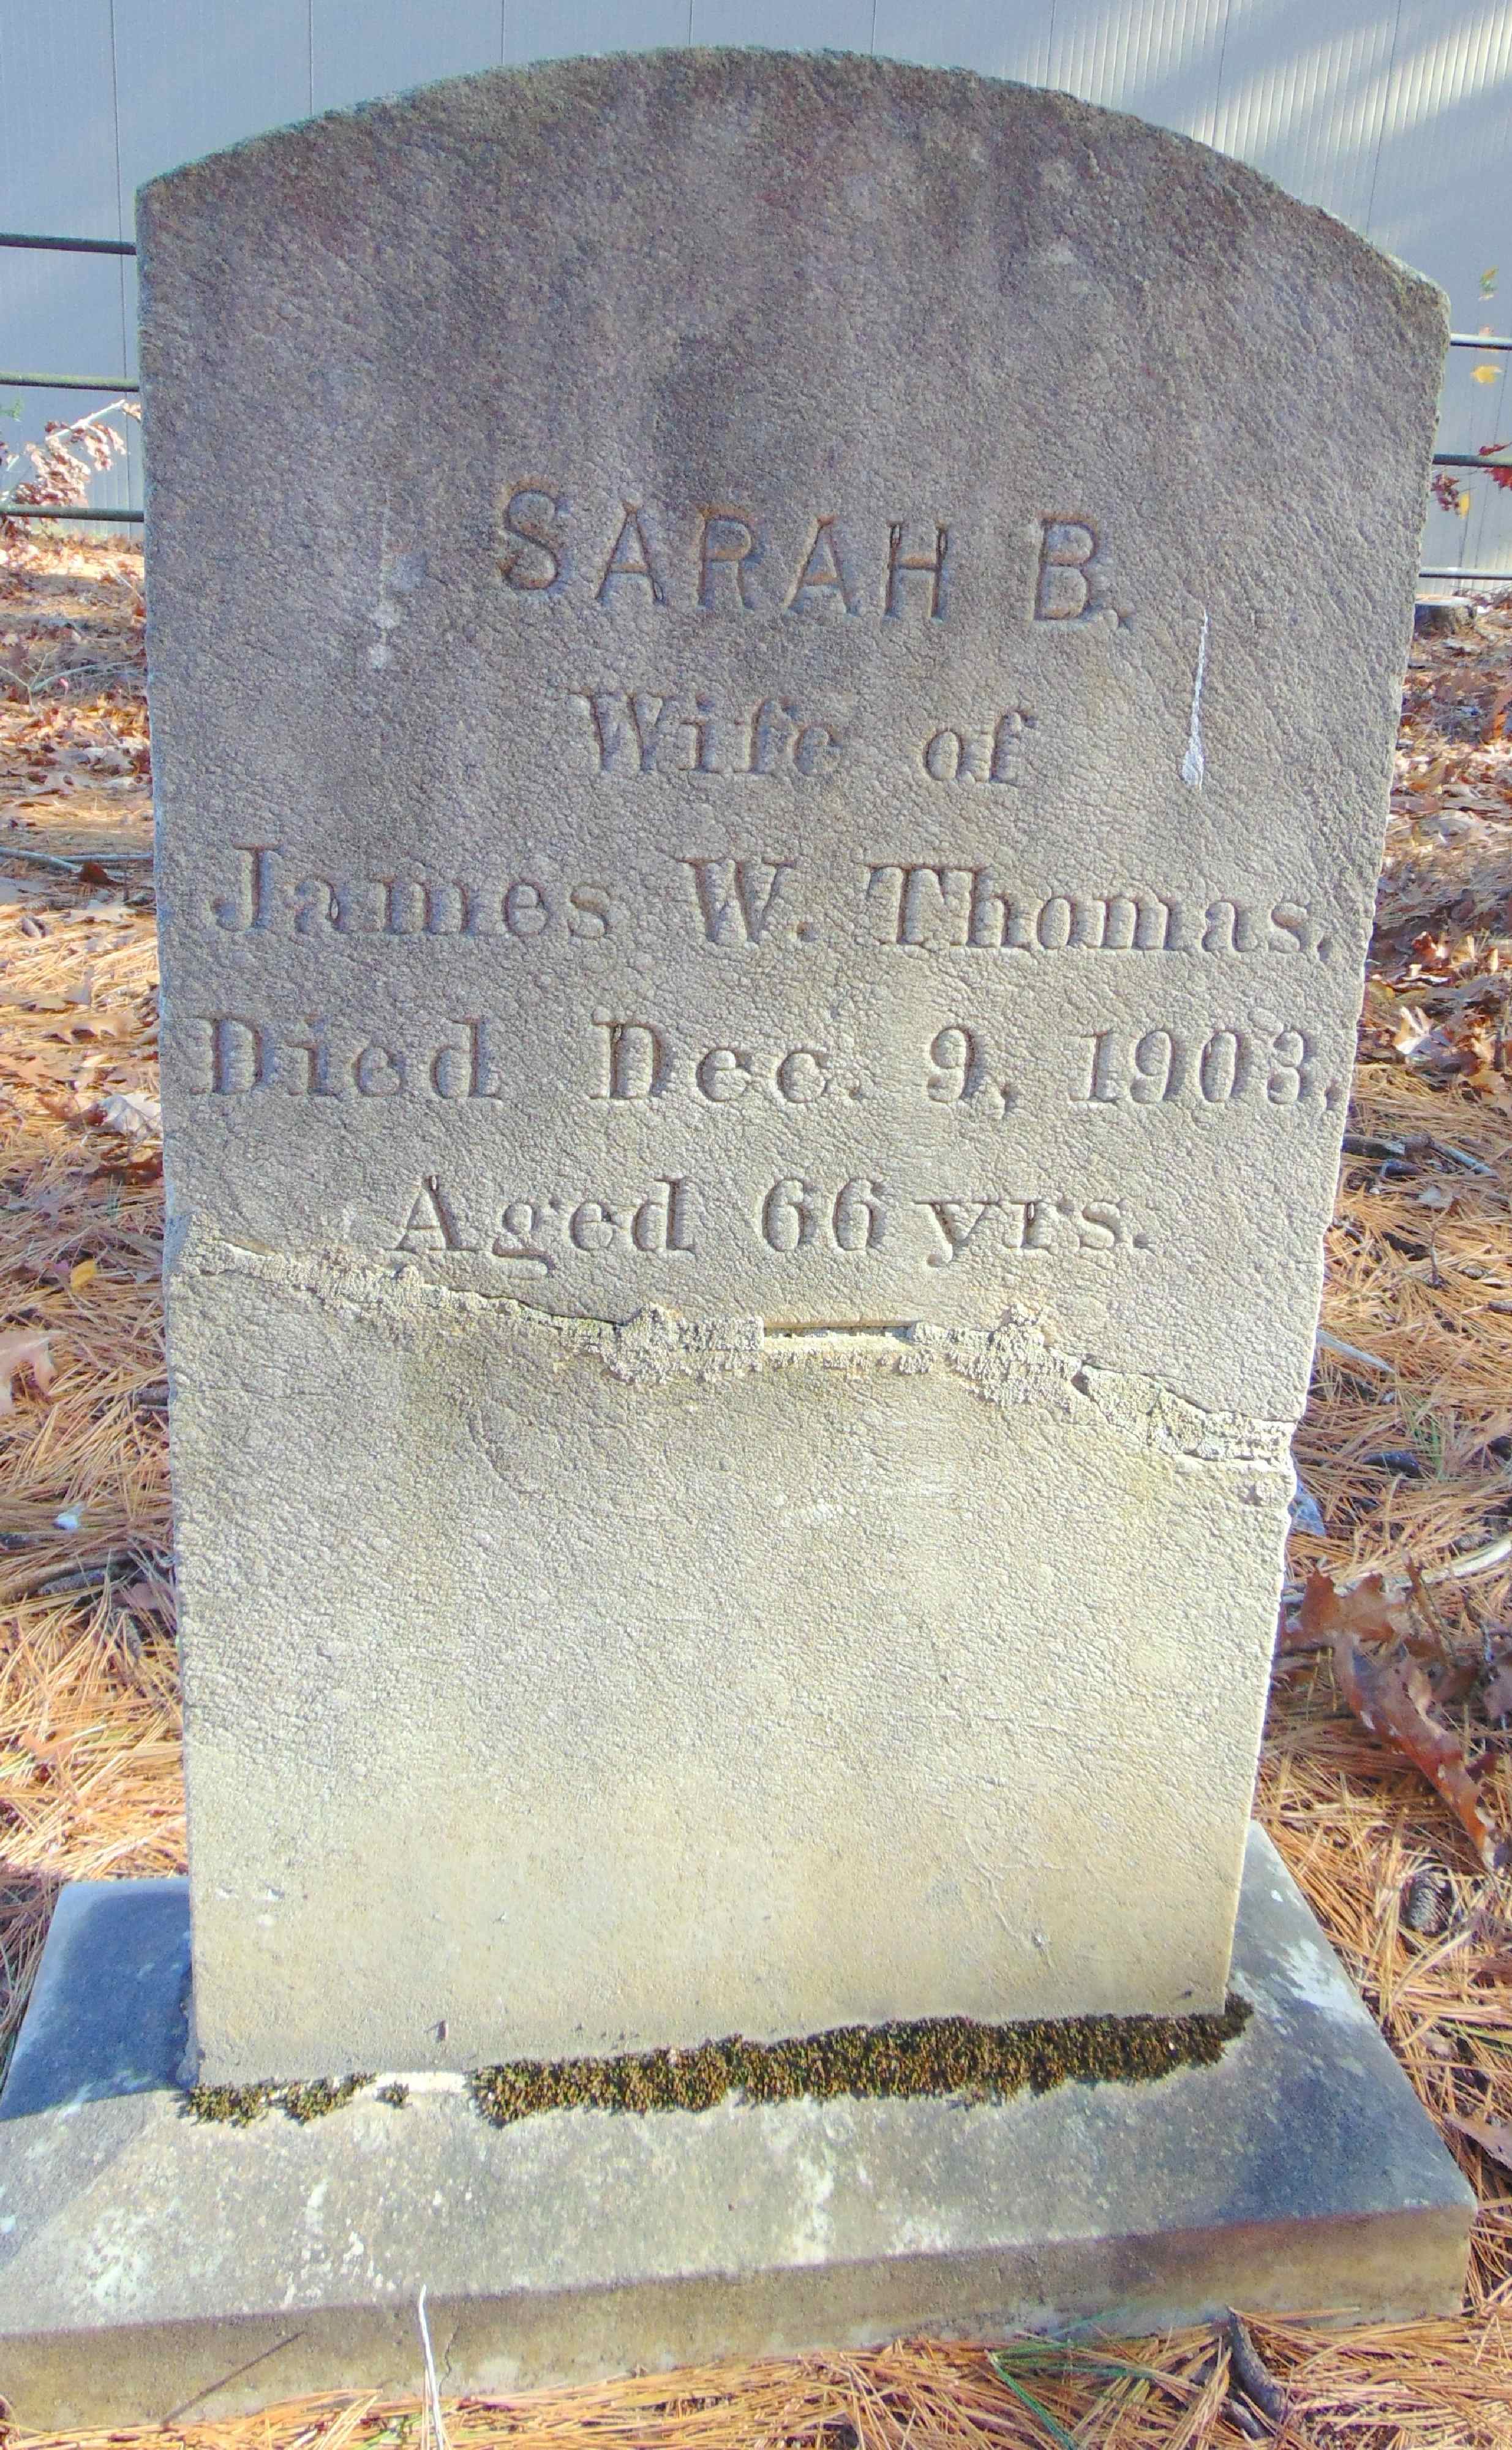 SARAH B.
Wife of
James W. Thomas,
Died Dec. 9, 1903,
Aged 66 yrs.